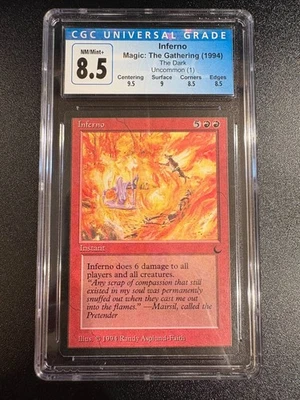 CGC UNIVERSAL GRADE
NM/Mint+
8.5
Inferno
Magic: The Gathering (1994)
The Dark
Uncommon (1)
Centering Surface Corners Edges
9.5 9 8.5 8.5
Inferno 5
Instant
Inferno does 6 damage to all
players and all creatures.
"Any scrap of compassion that still
existed in my soul was permanently
snuffed out when they cast me out
into the flames." —Mairsil, called the
Pretender
Illus. © 1994 Randy Asplund-Faith